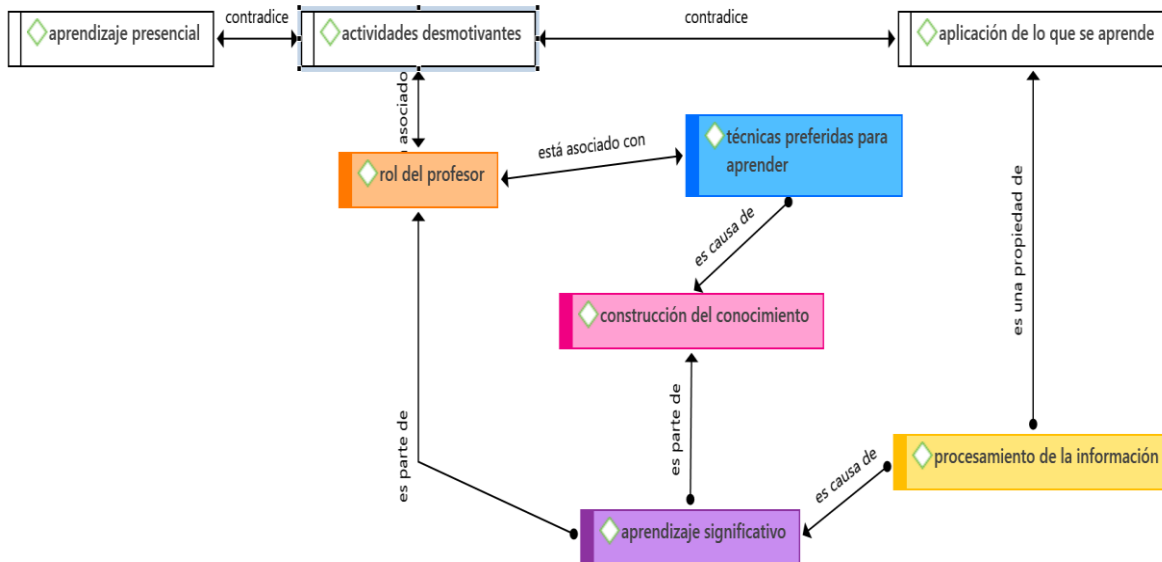 contradice
contradice
aprendizaje presencial
actividades desmotivantes
aplicación de lo que se aprende
asociado
está asociado con
técnicas preferidas para
aprender
rol del profesor
es causa de
es una propiedad de
construcción del conocimiento
es parte de
es parte de
es causa de
procesamiento de la información
aprendizaje significativo